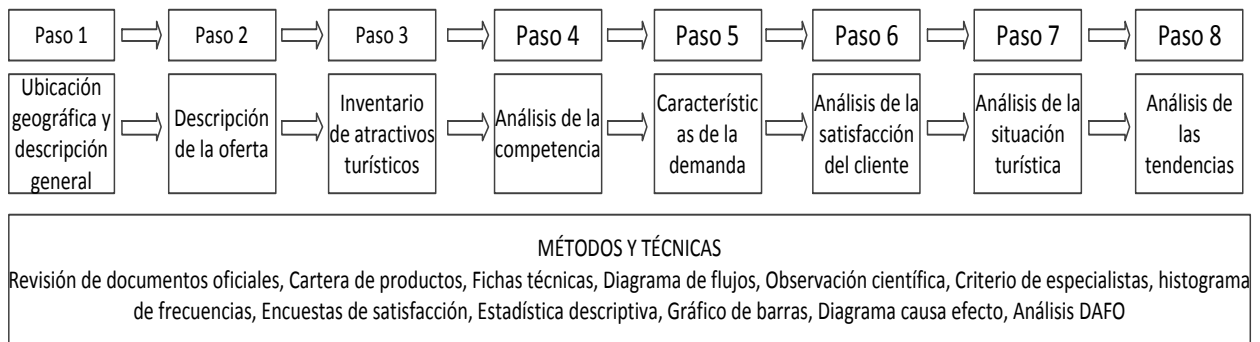 Paso 1
Paso 2
Paso 3
Paso 4
Paso 5
Paso 6
Paso 7
Paso 8
Ubicación
geográfica y
descripción
general
Descripción
de la oferta
Inventario
de atractivos
turísticos
Análisis de la
competencia
Característic
as de la
demanda
Análisis de la
satisfacción
del cliente
Análisis de la
situación
turística
Análisis de
las
tendencias
MÉTODOS Y TÉCNICAS
Revisión de documentos oficiales, Cartera de productos, Fichas técnicas, Diagrama de flujos, Observación científica, Criterio de especialistas, histograma
de frecuencias, Encuestas de satisfacción, Estadística descriptiva, Gráfico de barras, Diagrama causa efecto, Análisis DAFO